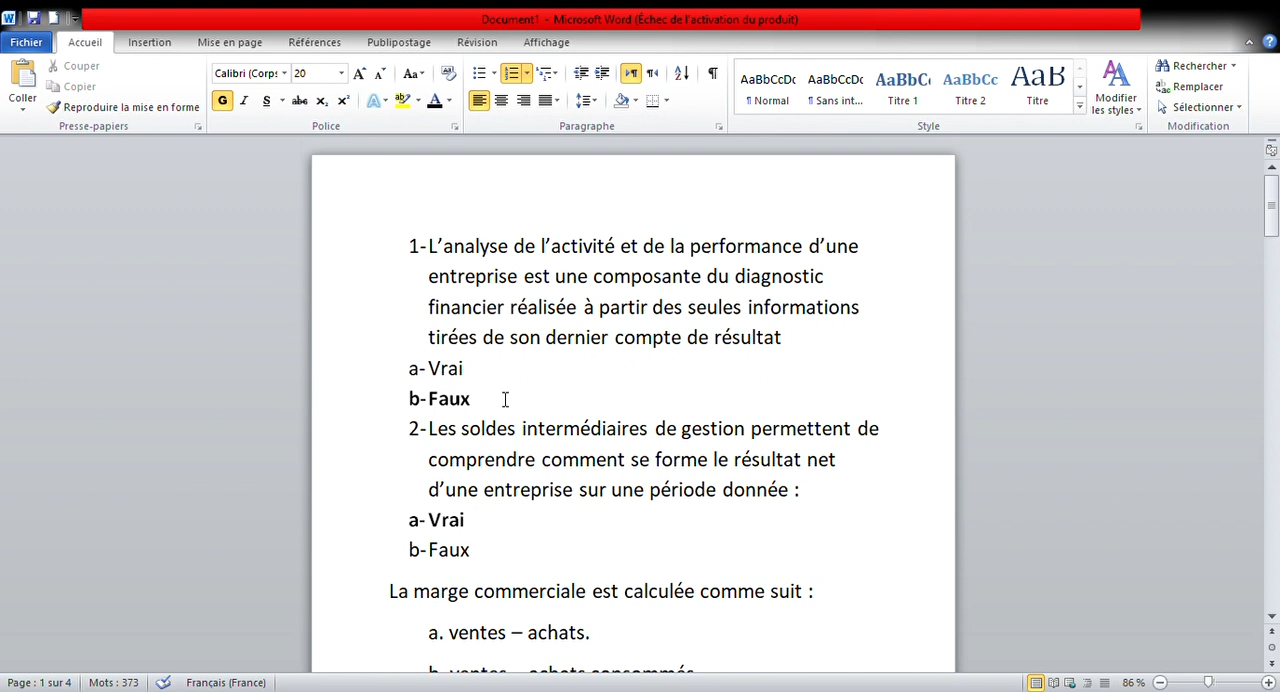 Document1 - Microsoft Word (Échec de l'activation du produit)
Fichier Accueil Insertion Mise en page Références Publipostage Révision Affichage
Coller
Couper
Copier
Reproduire la mise en forme
Presse-papiers
Calibri (Corps 20
Police
Paragraphe
AaBbCcDc AaBbCcDc AaBbC AaBbCc AaB
¶ Normal ¶ Sans int... Titre 1 Titre 2 Titre
Style
Modifier
les styles
Rechercher
Remplacer
Sélectionner
Modification
1-L’analyse de l’activité et de la performance d’une
entreprise est une composante du diagnostic
financier réalisée à partir des seules informations
tirées de son dernier compte de résultat
a-Vrai
b-Faux
2-Les soldes intermédiaires de gestion permettent de
comprendre comment se forme le résultat net
d’une entreprise sur une période donnée :
a-Vrai
b-Faux
La marge commerciale est calculée comme suit :
a. ventes – achats.
b. ventes – achats consommés
Page : 1 sur 4 Mots : 373 Français (France) 86 %